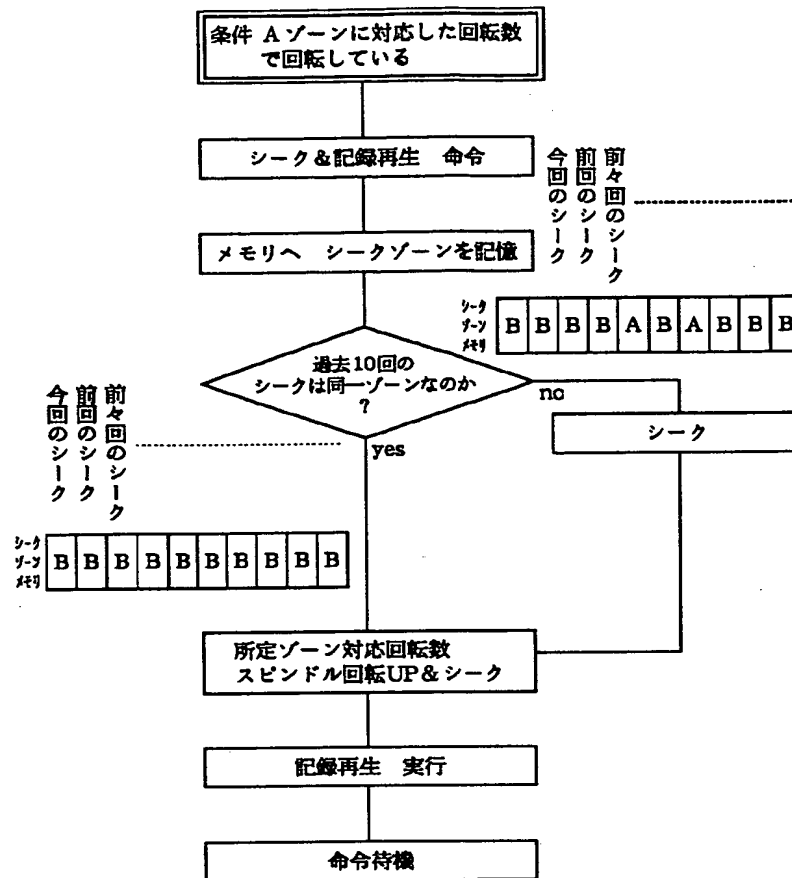 条件 Aゾーンに対応した回転数
で回転している
シーク&記録再生 命令
メモリへ シークゾーンを記憶
今回のシーク
前回のシーク
前々回のシーク
シーク
ゾーン
メモリ
B B B B A B A B B B
過去10回の
シークは同一ゾーンなのか
?
no
シーク
yes
今回のシーク
前回のシーク
前々回のシーク
シーク
ゾーン
メモリ
B B B B B B B B B B
所定ゾーン対応回転数
スピンドル回転UP&シーク
記録再生 実行
命令待機